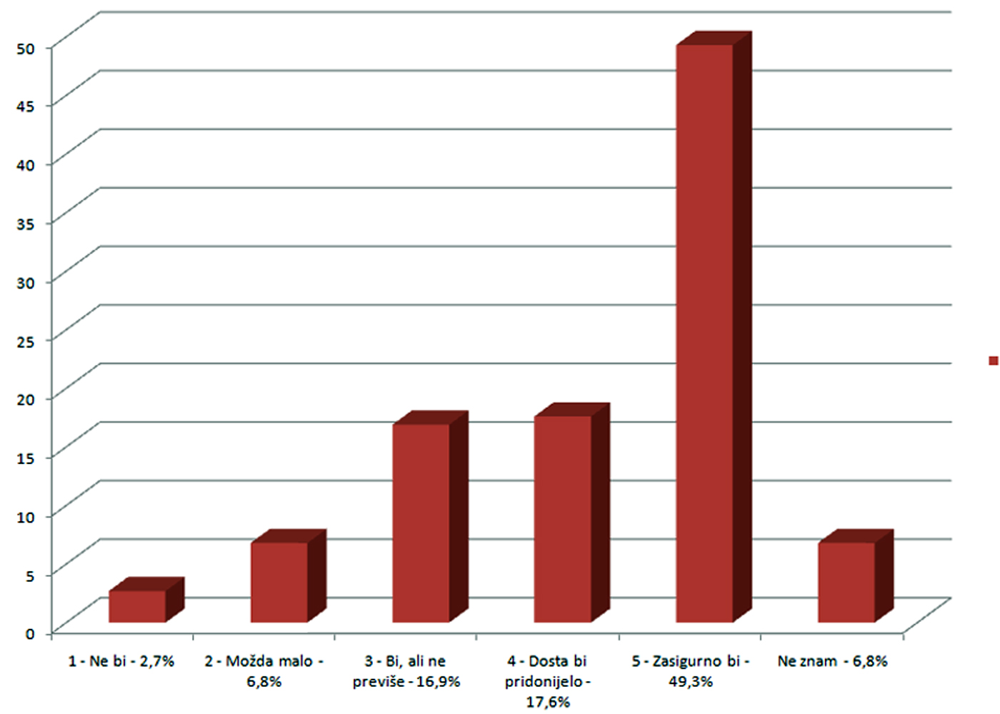 50
45
40
35
30
25
20
15
10
5
0
1 - Ne bi - 2,7%
2 - Možda malo -
6,8%
3 - Bi, ali ne
previše - 16,9%
4 - Dosta bi
pridonijelo -
17,6%
5 - Zasigurno bi -
49,3%
Ne znam - 6,8%